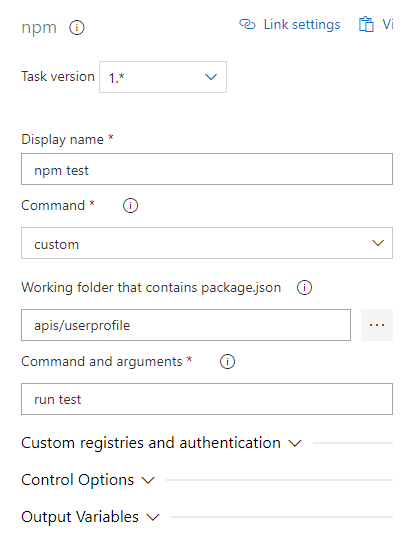 npm Link settings Vi
Task version 1.*
Display name *
npm test
Command *
custom
Working folder that contains package.json
apis/userprofile ...
Command and arguments *
run test
Custom registries and authentication
Control Options
Output Variables